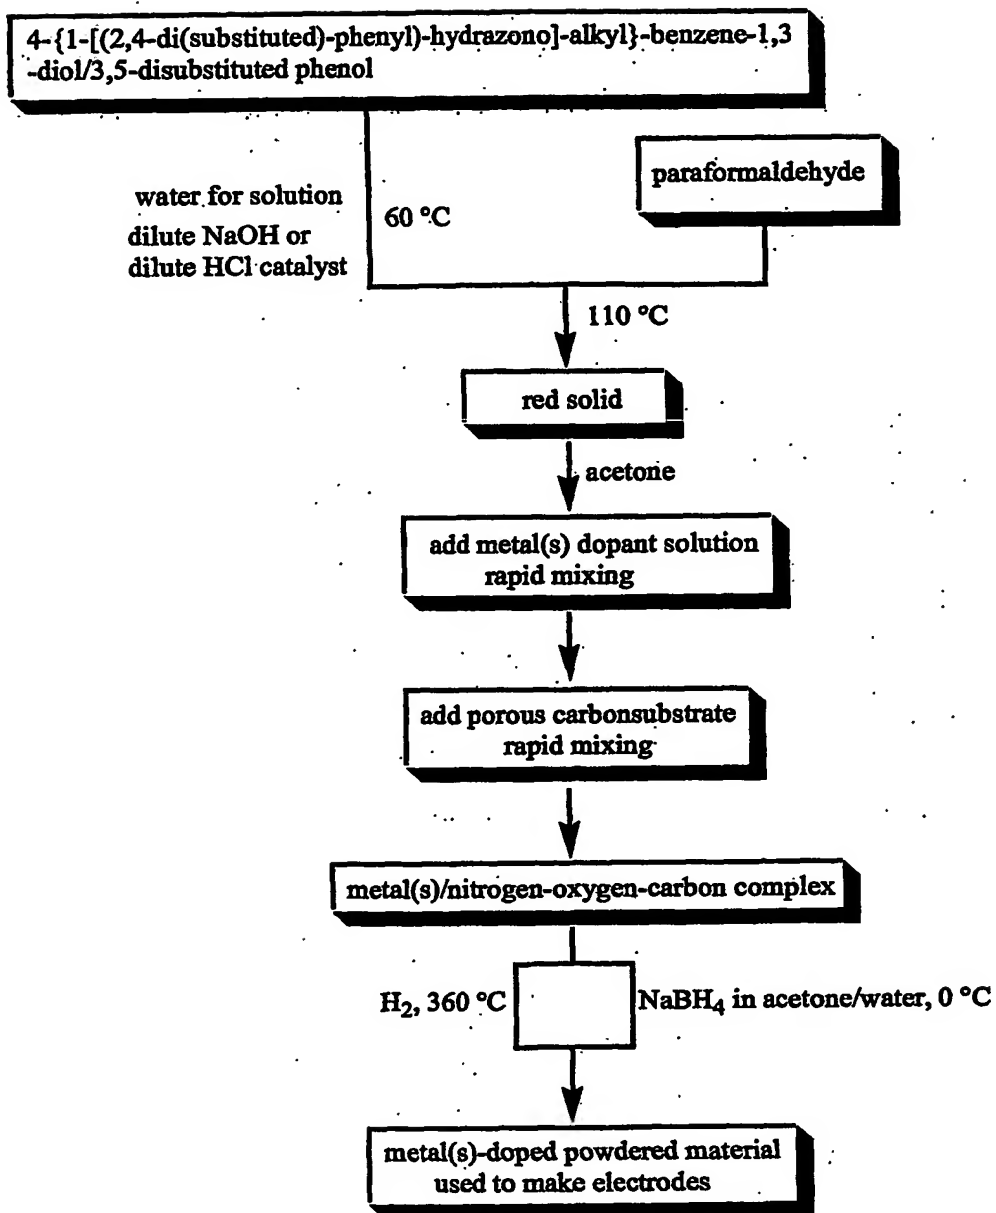 4-{1-[(2,4-di(substituted)-phenyl)-hydrazono]-alkyl}-benzene-1,3
-diol/3,5-disubstituted phenol
paraformaldehyde
water for solution
dilute NaOH or
dilute HCl catalyst
60 °C
110 °C
red solid
acetone
add metal(s) dopant solution
rapid mixing
add porous carbonsubstrate
rapid mixing
metal(s)/nitrogen-oxygen-carbon complex
H₂, 360 °C
NaBH₄ in acetone/water, 0 °C
metal(s)-doped powdered material
used to make electrodes